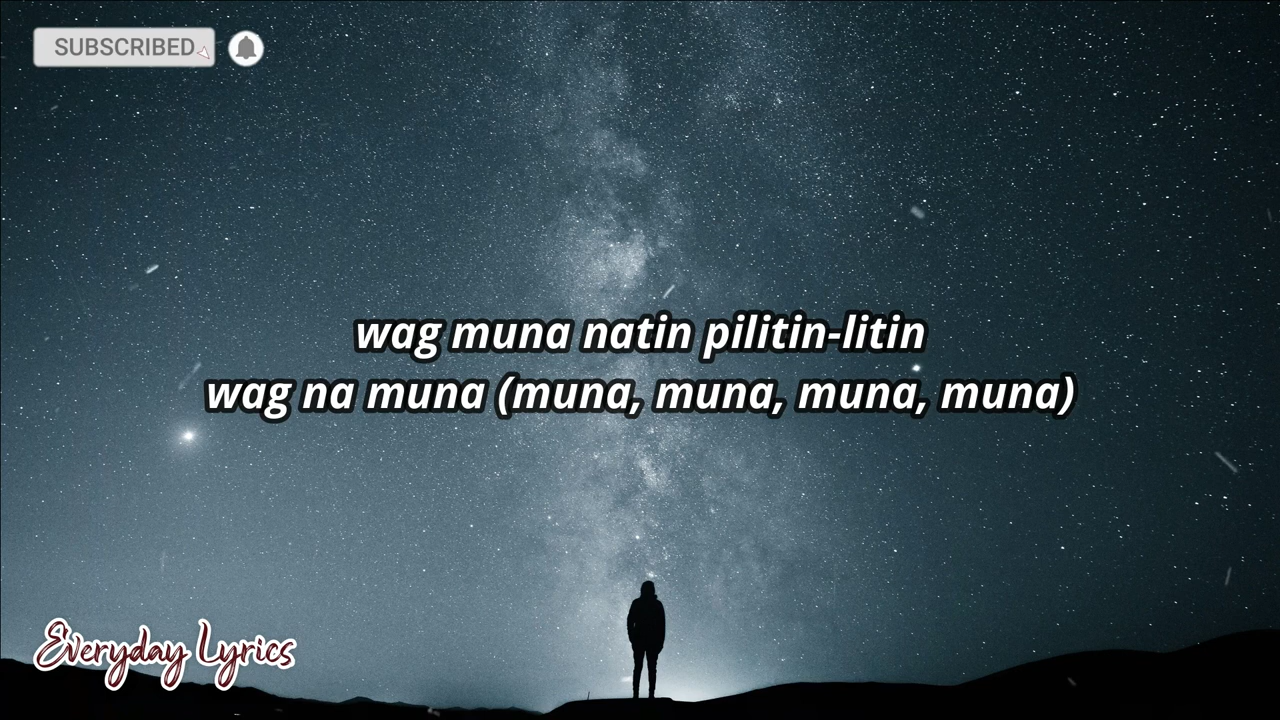 SUBSCRIBED
wag muna natin pilitin-litin
wag na muna (muna, muna, muna, muna)
Everyday Lyrics